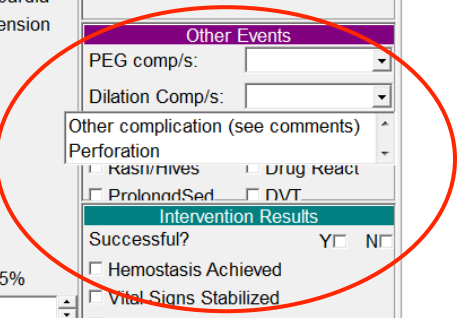 ension
Other Events
PEG comp/s:
Dilation Comp/s:
Other complication (see comments)
Perforation
Rash/Hives Drug React
ProlongdSed DVT
Intervention Results
Successful? Y N
Hemostasis Achieved
5%
Vital Signs Stabilized